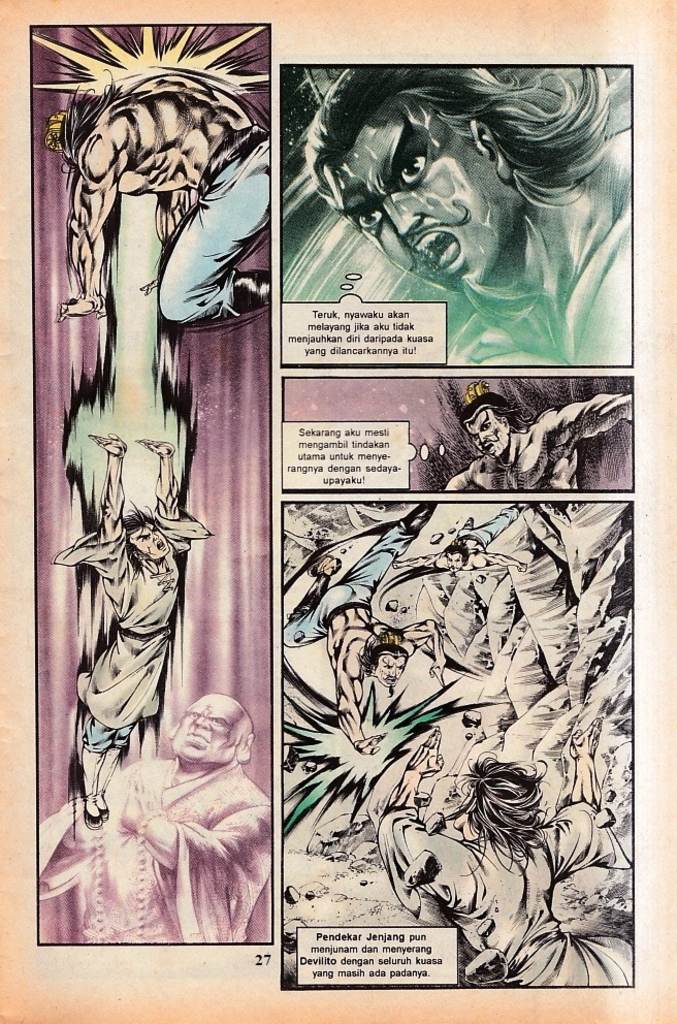 Teruk, nyawaku akan
melayang jika aku tidak
menjauhkan diri daripada kuasa
yang dilancarkannya itu!
Sekarang aku mesti
mengambil tindakan
utama untuk menye-
rangnya dengan sedaya-
upayaku!
Pendekar Jenjang pun
menjunam dan menyerang
Devilito dengan seluruh kuasa
yang masih ada padanya.
27